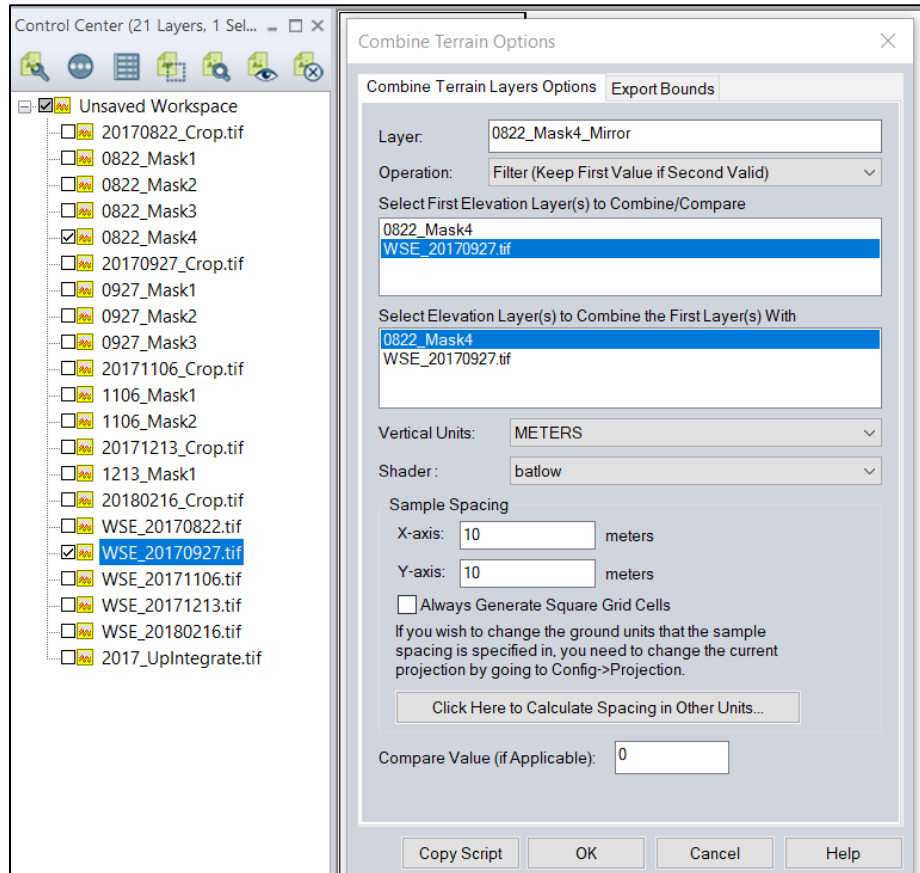 Control Center (21 Layers, 1 Sel...
Unsaved Workspace
20170822_Crop.tif
0822_Mask1
0822_Mask2
0822_Mask3
0822_Mask4
20170927_Crop.tif
0927_Mask1
0927_Mask2
0927_Mask3
20171106_Crop.tif
1106_Mask1
1106_Mask2
20171213_Crop.tif
1213_Mask1
20180216_Crop.tif
WSE_20170822.tif
WSE_20170927.tif
WSE_20171106.tif
WSE_20171213.tif
WSE_20180216.tif
2017_UpIntegrate.tif
Combine Terrain Options
Combine Terrain Layers Options Export Bounds
Layer: 0822_Mask4_Mirror
Operation: Filter (Keep First Value if Second Valid)
Select First Elevation Layer(s) to Combine/Compare
0822_Mask4
WSE_20170927.tif
Select Elevation Layer(s) to Combine the First Layer(s) With
0822_Mask4
WSE_20170927.tif
Vertical Units: METERS
Shader : batlow
Sample Spacing
X-axis: 10 meters
Y-axis: 10 meters
Always Generate Square Grid Cells
If you wish to change the ground units that the sample
spacing is specified in, you need to change the current
projection by going to Config->Projection.
Click Here to Calculate Spacing in Other Units...
Compare Value (if Applicable): 0
Copy Script OK Cancel Help